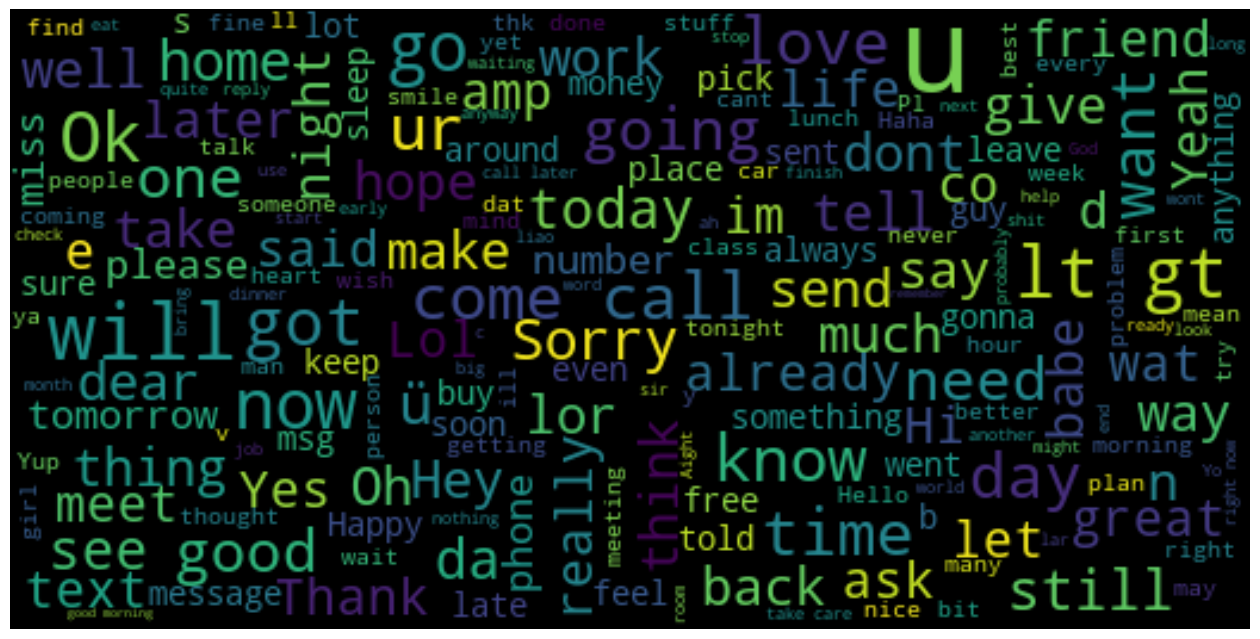 find eat S fine ll lot thk done stuff
well home night sleep go yet waiting work stop love u best friend every long
quite reply smile amp money pick cant life pl next give want Yeah
miss Ok later talk ur anyway going lunch Haha
around sent dont leave God anything
people one use hope call later place car finish co week wont
coming take someone early dat today im tell guy help d
check start mind ah shit first
e please said make liao number class always never say probably lt gt
sure heart wish word send remember problem mean
ya dinner bring come call
will got Lol c Sorry tonight much gonna hour babe ready look
man keep even already need wat try
month dear big ill sir y
tomorrow now person ü buy soon lor something Hi better end way
v msg job getting really think Aight another might morning
Yup thing Yes Oh Hey know went day plan n Yo
girl meet thought Happy nothing phone meeting free Hello world great right now
see good wait da told time b let lar right
text message Thank late feel room back ask many still may
good morning take care nice bit